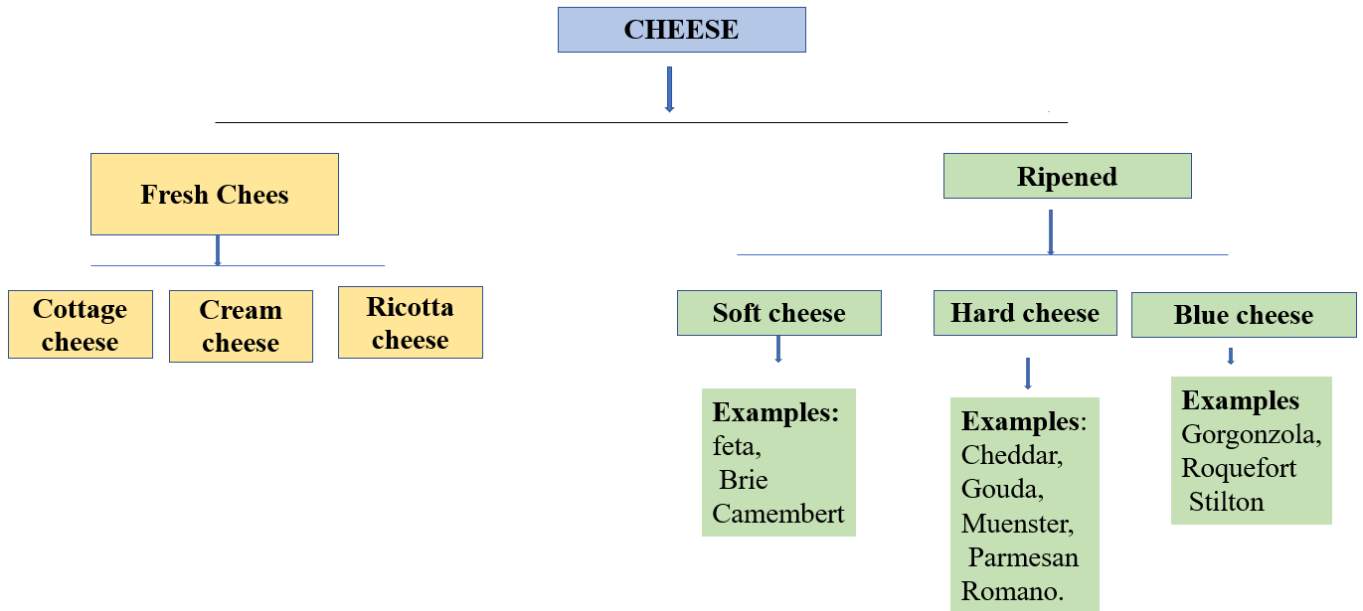 CHEESE
Fresh Chees
Ripened
Cottage
cheese
Cream
cheese
Ricotta
cheese
Soft cheese
Hard cheese
Blue cheese
Examples:
feta,
Brie
Camembert
Examples:
Cheddar,
Gouda,
Muenster,
Parmesan
Romano.
Examples
Gorgonzola,
Roquefort
Stilton